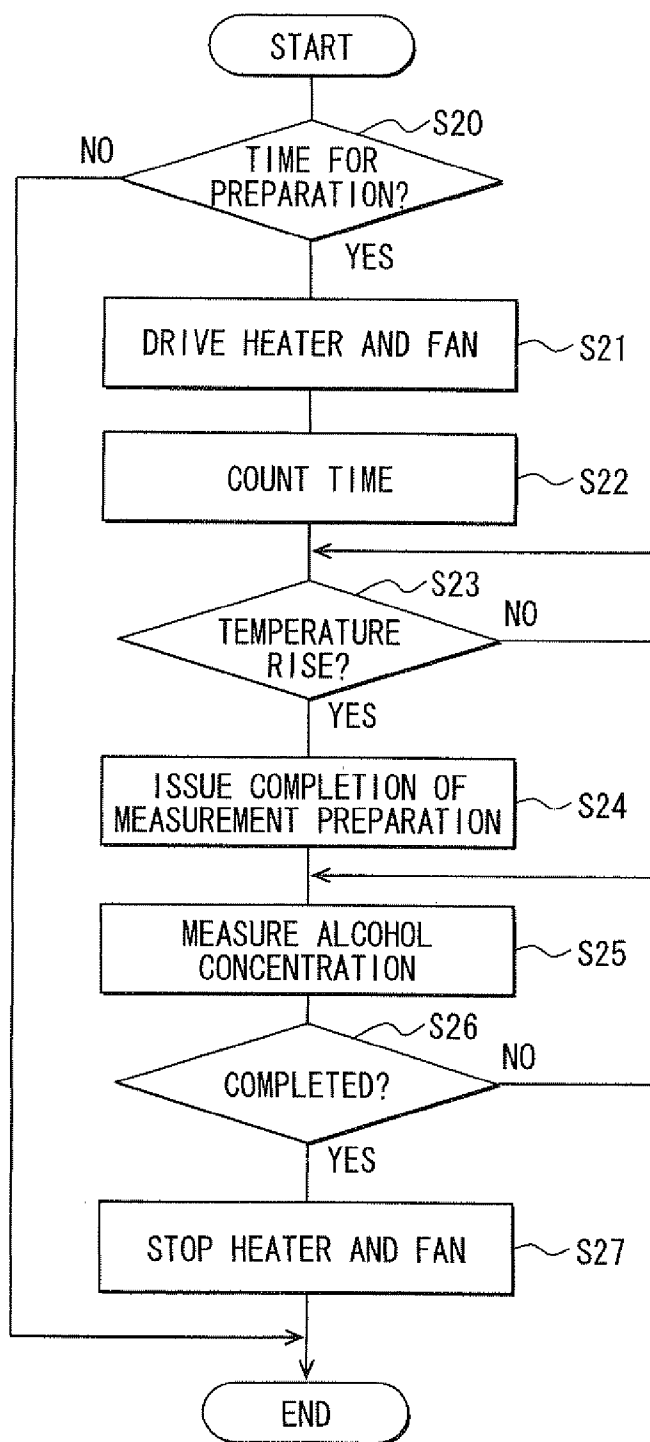 START
S20
NO
TIME FOR
PREPARATION?
YES
DRIVE HEATER AND FAN
S21
COUNT TIME
S22
S23
NO
TEMPERATURE
RISE?
YES
ISSUE COMPLETION OF
MEASUREMENT PREPARATION
S24
MEASURE ALCOHOL
CONCENTRATION
S25
S26
NO
COMPLETED?
YES
STOP HEATER AND FAN
S27
END